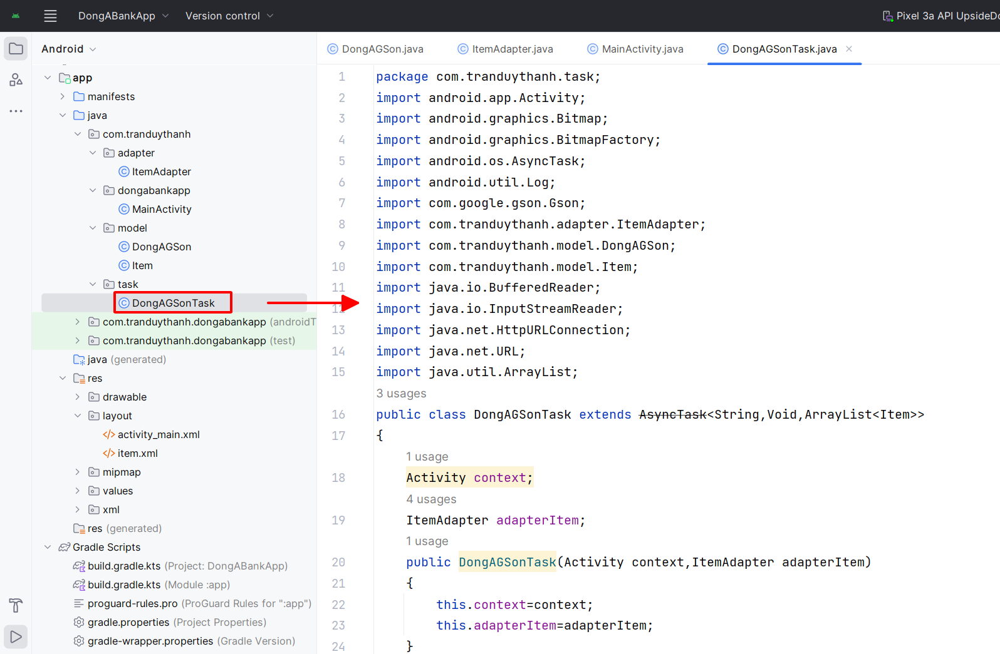 DongABankApp
Version control
Pixel 3a API UpsideDo
Android
app
manifests
java
com.tranduythanh
adapter
ItemAdapter
dongabankapp
MainActivity
model
DongAGSon
Item
task
DongAGSonTask
com.tranduythanh.dongabankapp (androidT
com.tranduythanh.dongabankapp (test)
java (generated)
res
drawable
layout
activity_main.xml
item.xml
mipmap
values
xml
res (generated)
Gradle Scripts
build.gradle.kts (Project: DongABankApp)
build.gradle.kts (Module :app)
proguard-rules.pro (ProGuard Rules for ":app")
gradle.properties (Project Properties)
gradle-wrapper.properties (Gradle Version)
DongAGSon.java
ItemAdapter.java
MainActivity.java
DongAGSonTask.java
1 package com.tranduythanh.task;
2 import android.app.Activity;
3 import android.graphics.Bitmap;
4 import android.graphics.BitmapFactory;
5 import android.os.AsyncTask;
6 import android.util.Log;
7 import com.google.gson.Gson;
8 import com.tranduythanh.adapter.ItemAdapter;
9 import com.tranduythanh.model.DongAGSon;
10 import com.tranduythanh.model.Item;
11 import java.io.BufferedReader;
12 import java.io.InputStreamReader;
13 import java.net.HttpURLConnection;
14 import java.net.URL;
15 import java.util.ArrayList;
3 usages
16 public class DongAGSonTask extends AsyncTask<String,Void,ArrayList<Item>>
17 {
1 usage
18 Activity context;
4 usages
19 ItemAdapter adapterItem;
1 usage
20 public DongAGSonTask(Activity context,ItemAdapter adapterItem)
21 {
22 this.context=context;
23 this.adapterItem=adapterItem;
24 }